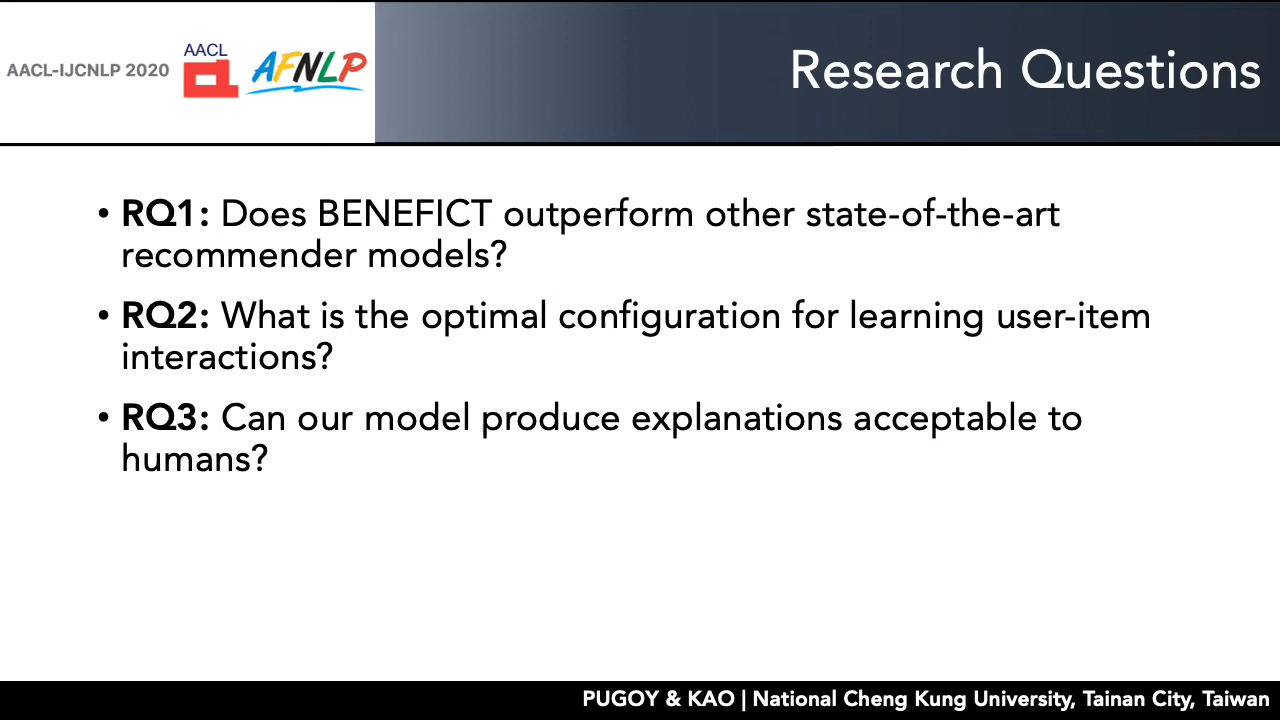 AACL-IJCNLP 2020
AACL
AFNLP
Research Questions
• RQ1: Does BENEFICT outperform other state-of-the-art
recommender models?
• RQ2: What is the optimal configuration for learning user-item
interactions?
• RQ3: Can our model produce explanations acceptable to
humans?
PUGOY & KAO | National Cheng Kung University, Tainan City, Taiwan